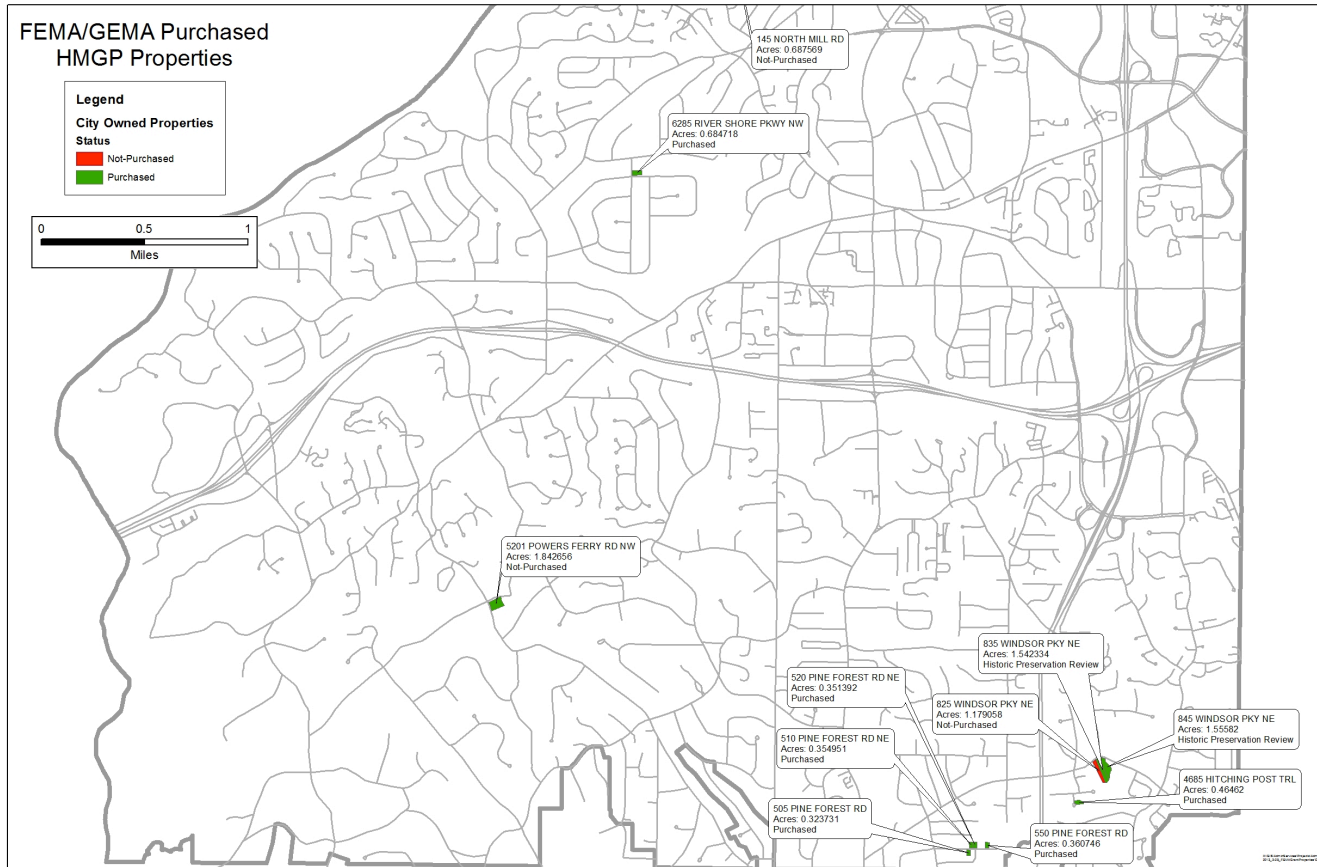 FEMA/GEMA Purchased
HMGP Properties
Legend
City Owned Properties
Status
Not-Purchased
Purchased
0 0.5 1
Miles
145 NORTH MILL RD
Acres: 0.687569
Not-Purchased
6285 RIVER SHORE PKWY NW
Acres: 0.684718
Purchased
5201 POWERS FERRY RD NW
Acres: 1.842656
Not-Purchased
835 WINDSOR PKY NE
Acres: 1.542334
Historic Preservation Review
520 PINE FOREST RD NE
Acres: 0.351392
Purchased
825 WINDSOR PKY NE
Acres: 1.179058
Not-Purchased
845 WINDSOR PKY NE
Acres: 1.55582
Historic Preservation Review
510 PINE FOREST RD NE
Acres: 0.354951
Purchased
4685 HITCHING POST TRL
Acres: 0.46462
Purchased
505 PINE FOREST RD
Acres: 0.323731
Purchased
550 PINE FOREST RD
Acres: 0.360746
Purchased